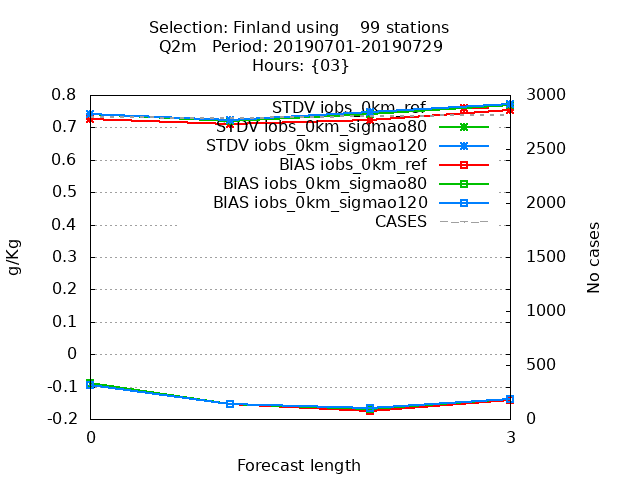 Selection: Finland using    99 stations
Q2m   Period: 20190701-20190729
Hours: {03}
0.8
0.7
0.6
0.5
0.4
0.3
0.2
0.1
0
-0.1
-0.2
g/Kg
STDV iobs_0km_ref
STDV iobs_0km_sigmao80
STDV iobs_0km_sigmao120
BIAS iobs_0km_ref
BIAS iobs_0km_sigmao80
BIAS iobs_0km_sigmao120
CASES
3000
2500
2000
1500
1000
500
0
No cases
0 3
Forecast length